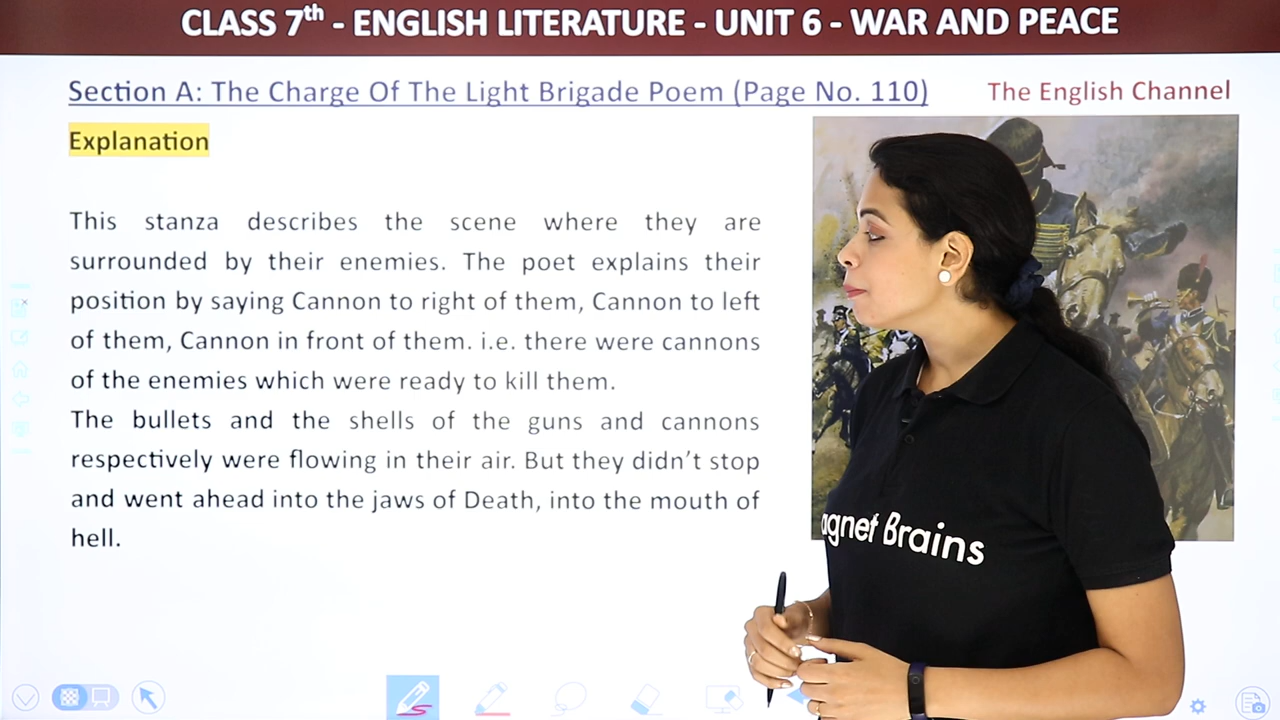 CLASS 7th - ENGLISH LITERATURE - UNIT 6 - WAR AND PEACE
Section A: The Charge Of The Light Brigade Poem (Page No. 110)
The English Channel
Explanation
This stanza describes the scene where they are
surrounded by their enemies. The poet explains their
position by saying Cannon to right of them, Cannon to left
of them, Cannon in front of them. i.e. there were cannons
of the enemies which were ready to kill them.
The bullets and the shells of the guns and cannons
respectively were flowing in their air. But they didn't stop
and went ahead into the jaws of Death, into the mouth of
hell.
agnet Brains